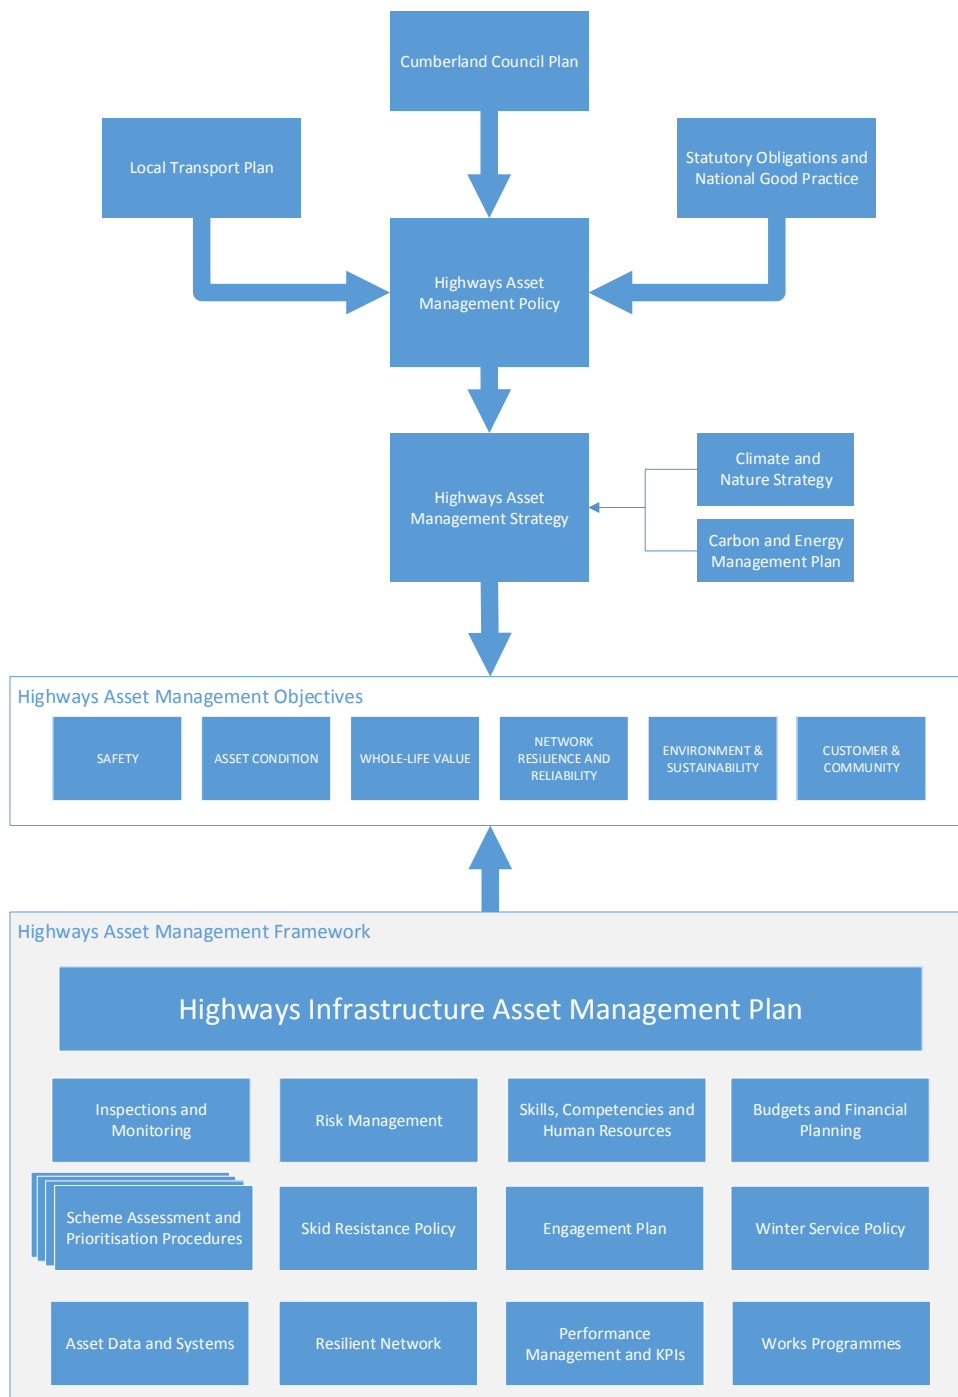 Cumberland Council Plan
Local Transport Plan
Statutory Obligations and
National Good Practice
Highways Asset
Management Policy
Highways Asset
Management Strategy
Climate and
Nature Strategy
Carbon and Energy
Management Plan
Highways Asset Management Objectives
SAFETY
ASSET CONDITION
WHOLE-LIFE VALUE
NETWORK
RESILIENCE AND
RELIABILITY
ENVIRONMENT &
SUSTAINABILITY
CUSTOMER &
COMMUNITY
Highways Asset Management Framework
Highways Infrastructure Asset Management Plan
Inspections and
Monitoring
Risk Management
Skills, Competencies and
Human Resources
Budgets and Financial
Planning
Scheme Assessment and
Prioritisation Procedures
Skid Resistance Policy
Engagement Plan
Winter Service Policy
Asset Data and Systems
Resilient Network
Performance
Management and KPIs
Works Programmes